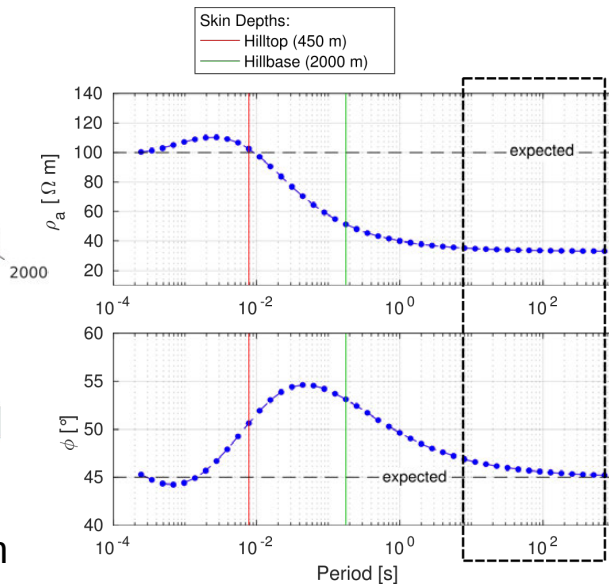 Skin Depths:
Hilltop (450 m)
Hillbase (2000 m)
140
120
100
80
60
40
20
ρa [ Ω m]
expected
2000
10-4
10-2
100
102
60
55
50
45
40
ϕ [°]
expected
10-4
10-2
100
102
Period [s]